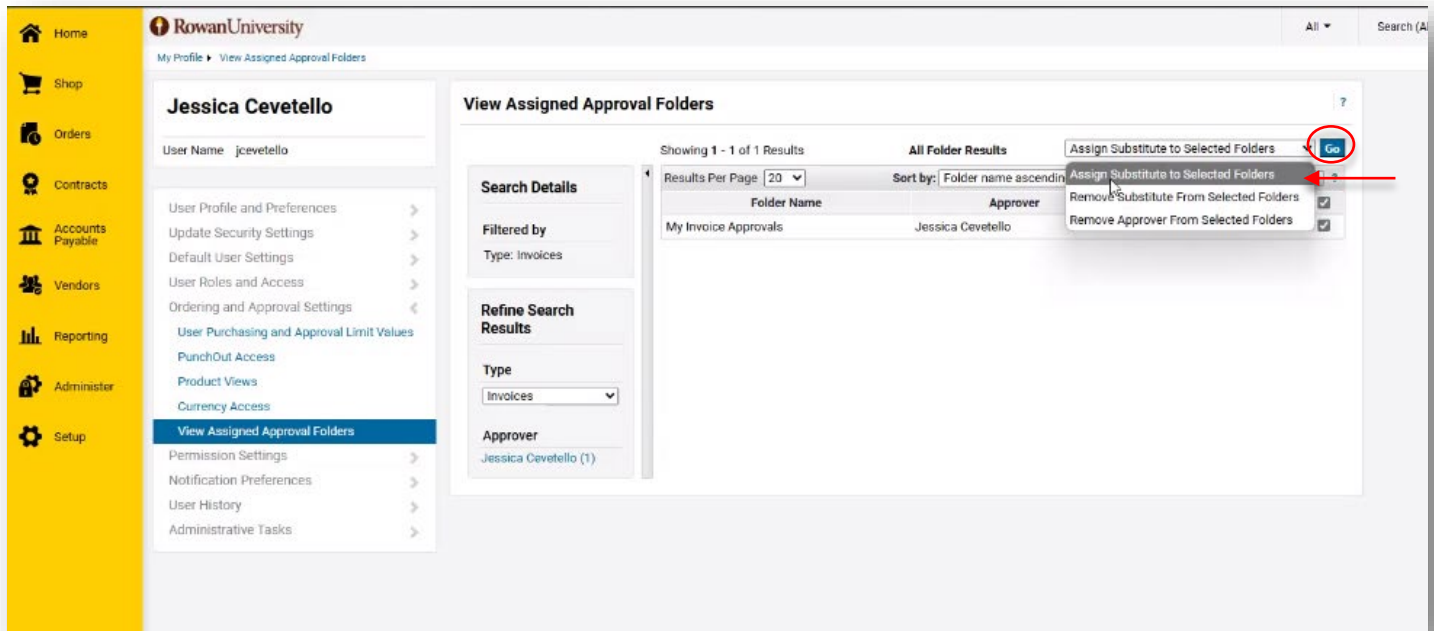 Home
Shop
Orders
Contracts
Accounts Payable
Vendors
Reporting
Administer
Setup
RowanUniversity
All
Search (Al
My Profile View Assigned Approval Folders
Jessica Cevetello
User Name jcevetello
User Profile and Preferences
Update Security Settings
Default User Settings
User Roles and Access
Ordering and Approval Settings
User Purchasing and Approval Limit Values
PunchOut Access
Product Views
Currency Access
View Assigned Approval Folders
Permission Settings
Notification Preferences
User History
Administrative Tasks
View Assigned Approval Folders ?
Search Details
Filtered by
Type: Invoices
Refine Search
Results
Type
Invoices
Approver
Jessica Cevetello (1)
Showing 1 - 1 of 1 Results All Folder Results Assign Substitute to Selected Folders Go
Results Per Page 20 Sort by: Folder name ascendin ?
Folder Name Approver
My Invoice Approvals Jessica Cevetello
Assign Substitute to Selected Folders
Remove Substitute From Selected Folders
Remove Approver From Selected Folders